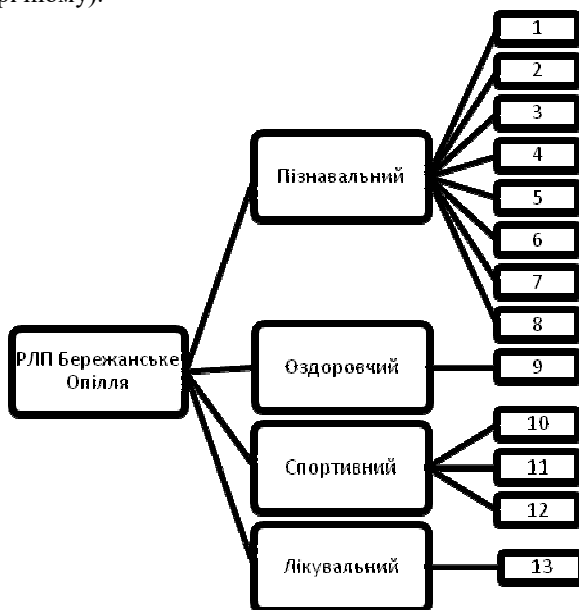 1
2
3
4
5
6
7
8
Пізнавальний
РЛП Бережанське
Опілля
Оздоровчий
9
Спортивний
10
11
12
Лікувальний
13